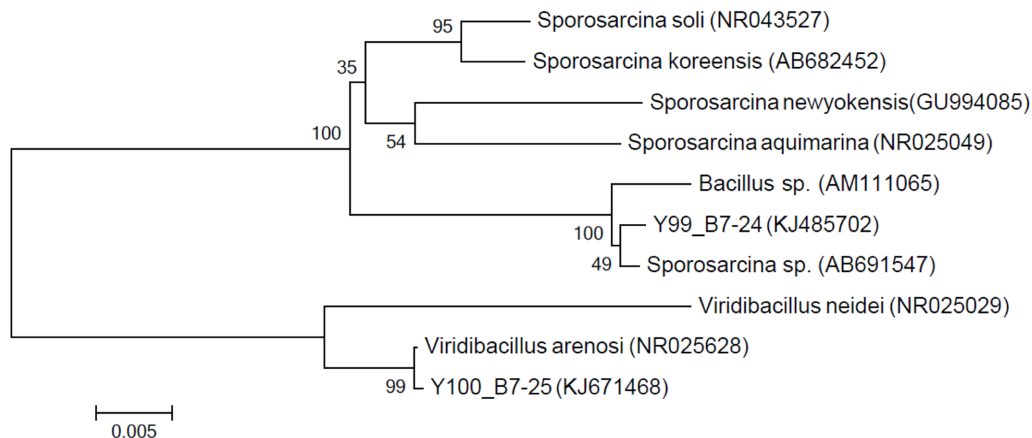 95
Sporosarcina soli (NR043527)
35
Sporosarcina koreensis (AB682452)
Sporosarcina newyokensis(GU994085)
100
54
Sporosarcina aquimarina (NR025049)
Bacillus sp. (AM111065)
100
Y99_B7-24 (KJ485702)
49
Sporosarcina sp. (AB691547)
Viridibacillus neidei (NR025029)
Viridibacillus arenosi (NR025628)
99
Y100_B7-25 (KJ671468)
0.005